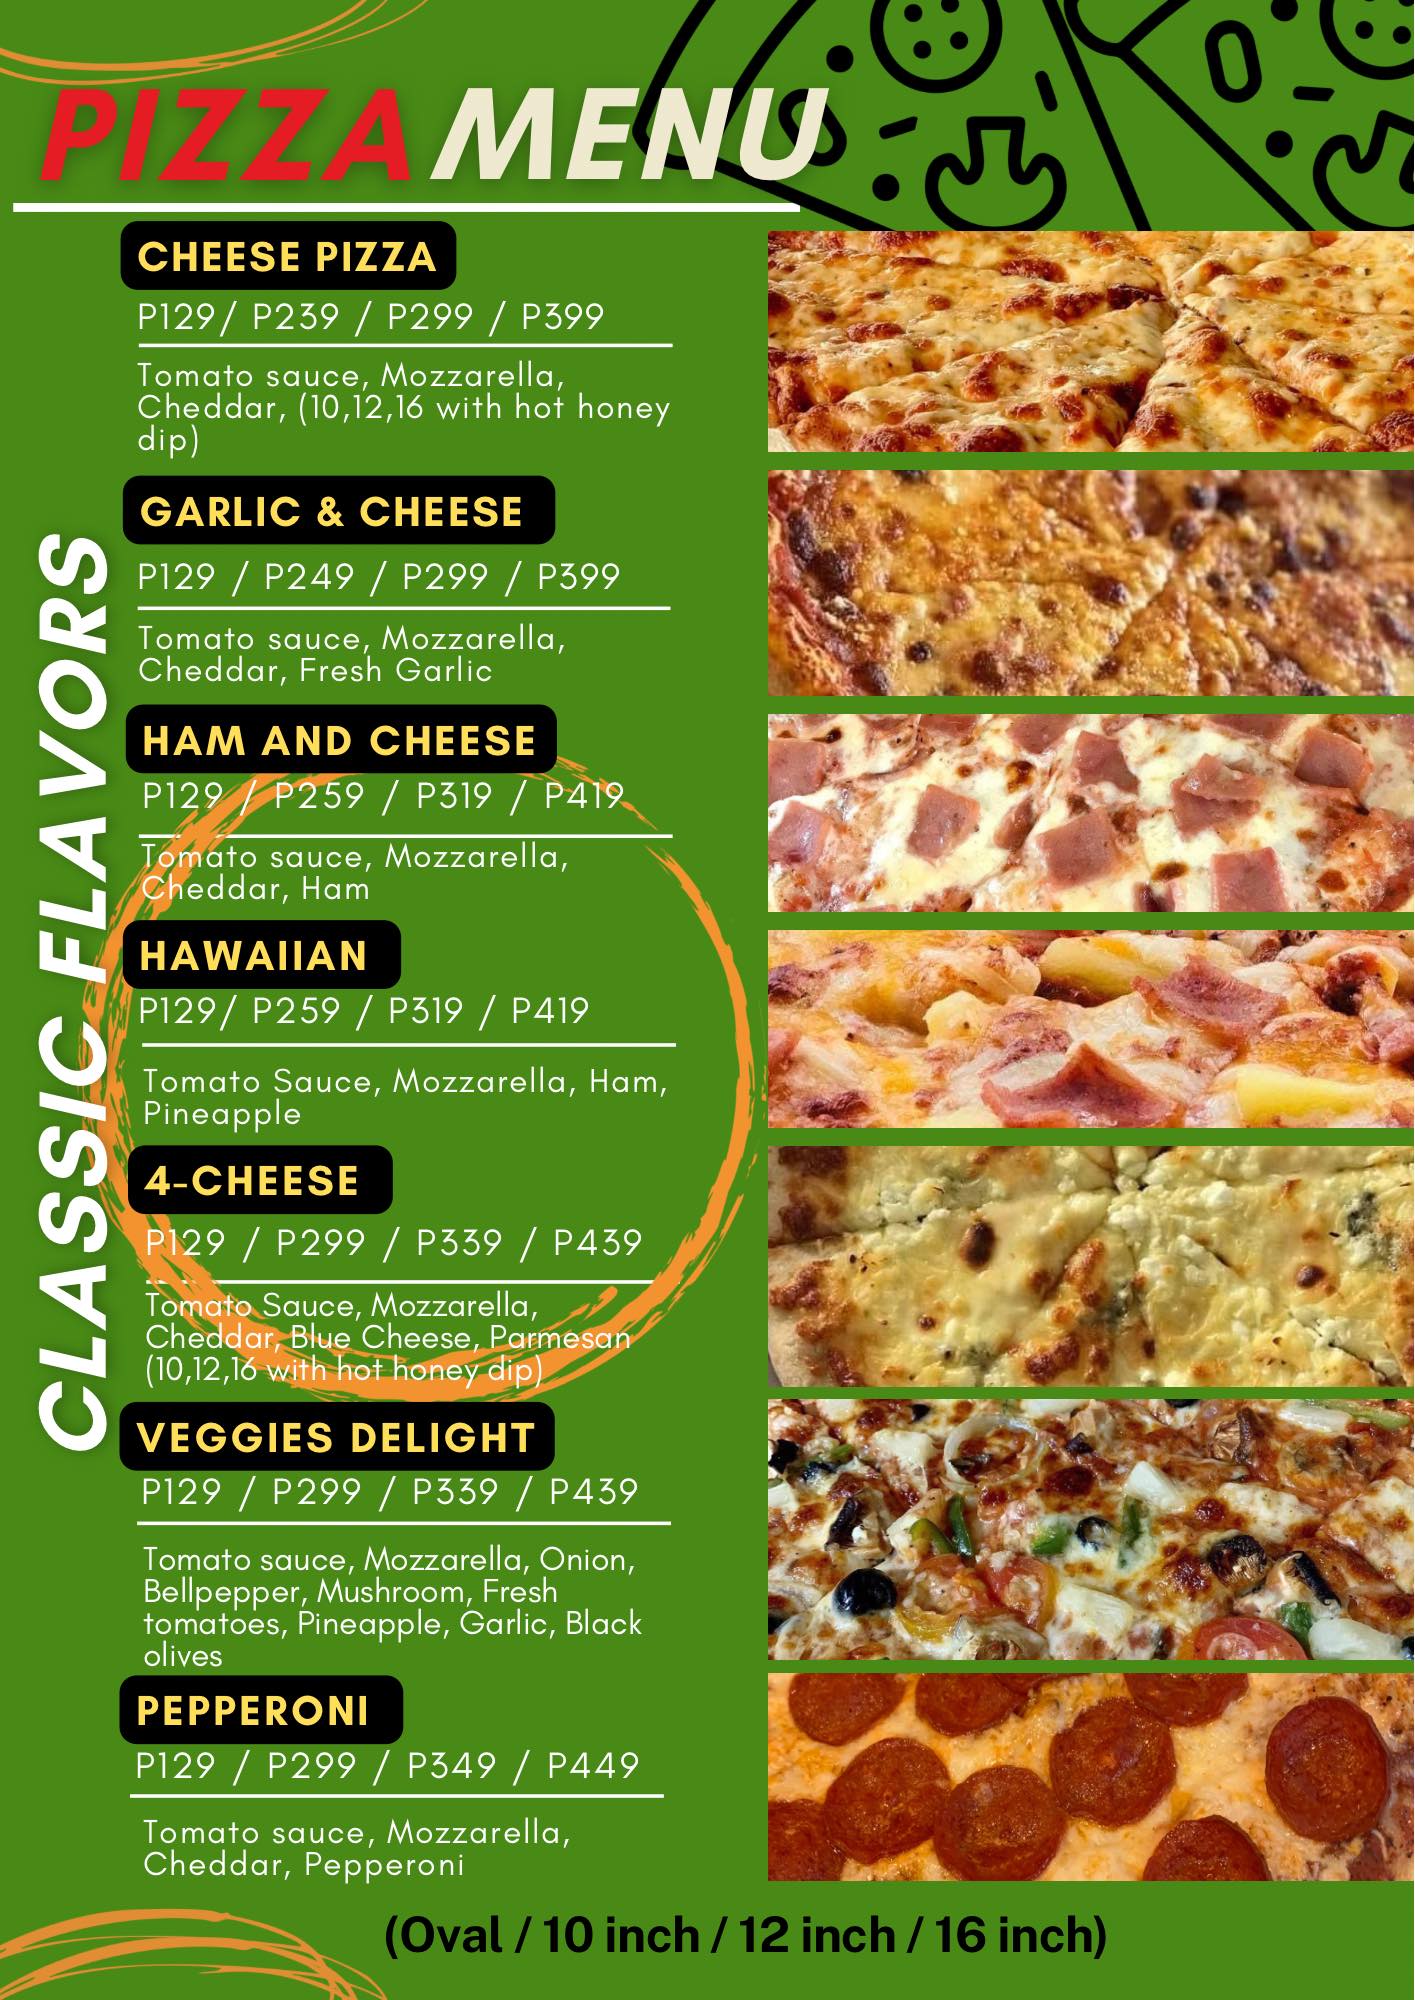 PIZZA MENU
CLASSIC FLAVORS
CHEESE PIZZA
P129/ P239 / P299 / P399
Tomato sauce, Mozzarella,
Cheddar, (10,12,16 with hot honey
dip)
GARLIC & CHEESE
P129 / P249 / P299 / P399
Tomato sauce, Mozzarella,
Cheddar, Fresh Garlic
HAM AND CHEESE
P129 / P259 / P319 / P419
Tomato sauce, Mozzarella,
Cheddar, Ham
HAWAIIAN
P129/ P259 / P319 / P419
Tomato Sauce, Mozzarella, Ham,
Pineapple
4-CHEESE
P129 / P299 / P339 / P439
Tomato Sauce, Mozzarella,
Cheddar, Blue Cheese, Parmesan
(10,12,16 with hot honey dip)
VEGGIES DELIGHT
P129 / P299 / P339 / P439
Tomato sauce, Mozzarella, Onion,
Bellpepper, Mushroom, Fresh
tomatoes, Pineapple, Garlic, Black
olives
PEPPERONI
P129 / P299 / P349 / P449
Tomato sauce, Mozzarella,
Cheddar, Pepperoni
(Oval / 10 inch / 12 inch / 16 inch)